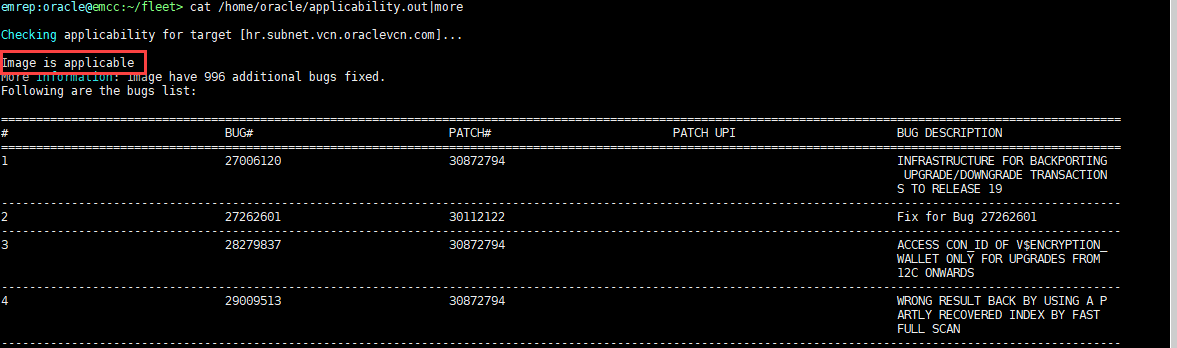 emrep:oracle@emcc:~/fleet> cat /home/oracle/applicability.out|more
Checking applicability for target [hr.subnet.vcn.oraclevcn.com]...
Image is applicable
More information: Image have 996 additional bugs fixed.
Following are the bugs list:
================================================================================================================================================================
# BUG# PATCH# PATCH UPI BUG DESCRIPTION
================================================================================================================================================================
1 27006120 30872794 INFRASTRUCTURE FOR BACKPORTING
UPGRADE/DOWNGRADE TRANSACTION
S TO RELEASE 19
----------------------------------------------------------------------------------------------------------------------------------------------------------------
2 27262601 30112122 Fix for Bug 27262601
----------------------------------------------------------------------------------------------------------------------------------------------------------------
3 28279837 30872794 ACCESS CON_ID OF V$ENCRYPTION_
WALLET ONLY FOR UPGRADES FROM
12C ONWARDS
----------------------------------------------------------------------------------------------------------------------------------------------------------------
4 29009513 30872794 WRONG RESULT BACK BY USING A P
ARTLY RECOVERED INDEX BY FAST
FULL SCAN
----------------------------------------------------------------------------------------------------------------------------------------------------------------